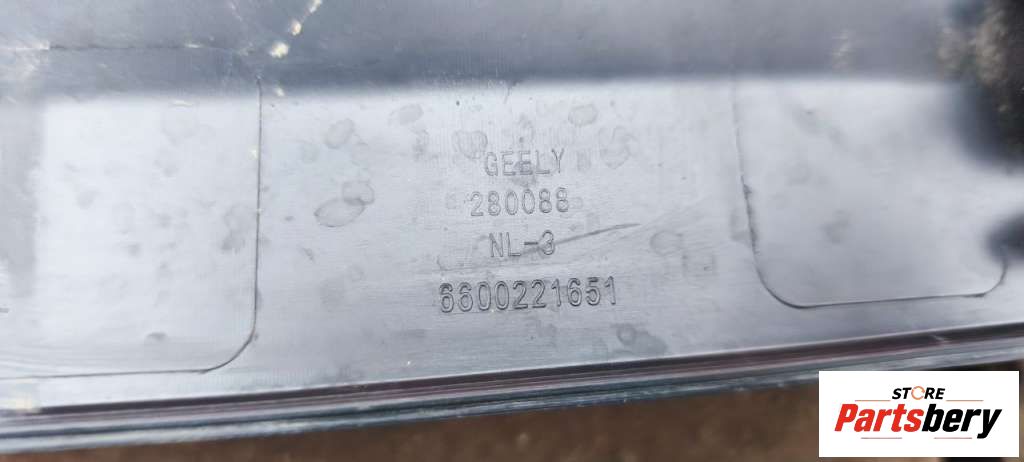 GEELY
280088
NL-3
6600221651
STORE
Partsbery